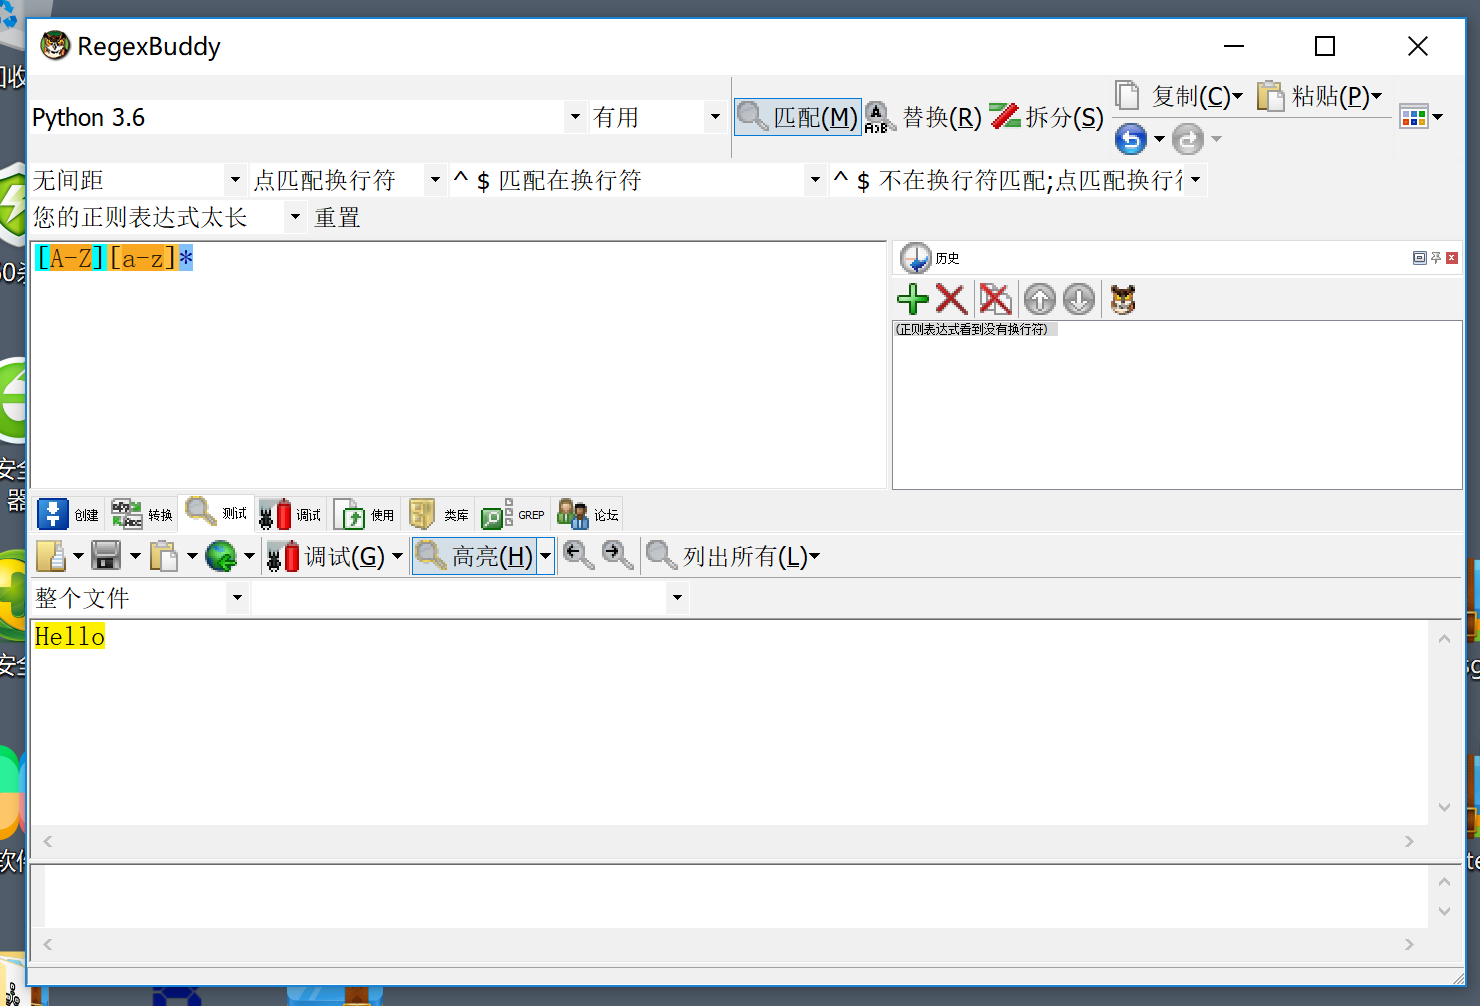 RegexBuddy
Python 3.6
有用
匹配(M)
替换(R)
拆分(S)
复制(C)
粘贴(P)
无间距
点匹配换行符
^ $ 匹配在换行符
^ $ 不在换行符匹配;点匹配换行
您的正则表达式太长
重置
[A-Z][a-z]*
历史
(正则表达式看到没有换行符)
创建
转换
测试
调试
使用
类库
GREP
论坛
调试(G)
高亮(H)
列出所有(L)
整个文件
Hello
安全
器
安全